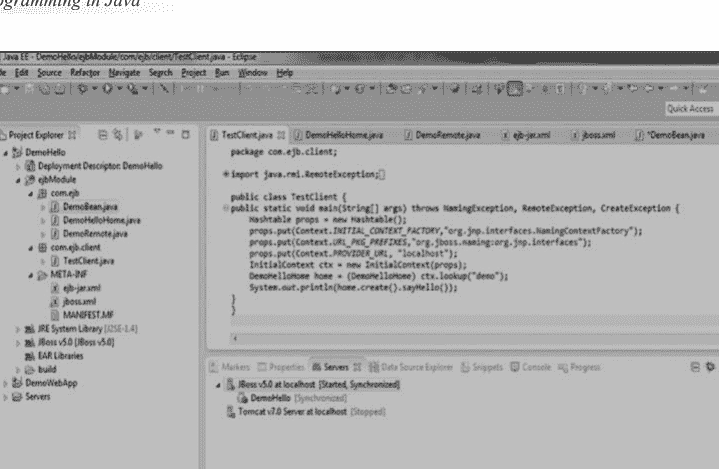 ogramming in Java
Java EE - DemoHello/ejbModule/com/ejb/client/TestClient.java - Eclipse
le Edit Source Refactor Navigate Search Project Run Window Help
Quick Access
Project Explorer
TestClient.java DemoHelloHome.java DemoRemote.java ejb-jar.xml jboss.xml *DemoBean.java
DemoHello
Deployment Descriptor: DemoHello
ejbModule
com.ejb
DemoBean.java
DemoHelloHome.java
DemoRemote.java
com.ejb.client
TestClient.java
META-INF
ejb-jar.xml
jboss.xml
MANIFEST.MF
JRE System Library [J2SE-1.4]
JBoss v5.0 [JBoss v5.0]
EAR Libraries
build
DemoWebApp
Servers
package com.ejb.client;
import java.rmi.RemoteException;
public class TestClient {
public static void main(String[] args) throws NamingException, RemoteException, CreateException {
Hashtable props = new Hashtable();
props.put(Context.INITIAL_CONTEXT_FACTORY,"org.jnp.interfaces.NamingContextFactory");
props.put(Context.URL_PKG_PREFIXES,"org.jboss.naming:org.jnp.interfaces");
props.put(Context.PROVIDER_URL, "localhost");
InitialContext ctx = new InitialContext(props);
DemoHelloHome home = (DemoHelloHome) ctx.lookup("demo");
System.out.println(home.create().sayHello());
}
}
Markers Properties Servers Data Source Explorer Snippets Console Progress
JBoss v5.0 at localhost [Started, Synchronized]
DemoHello [Synchronized]
Tomcat v7.0 Server at localhost [Stopped]